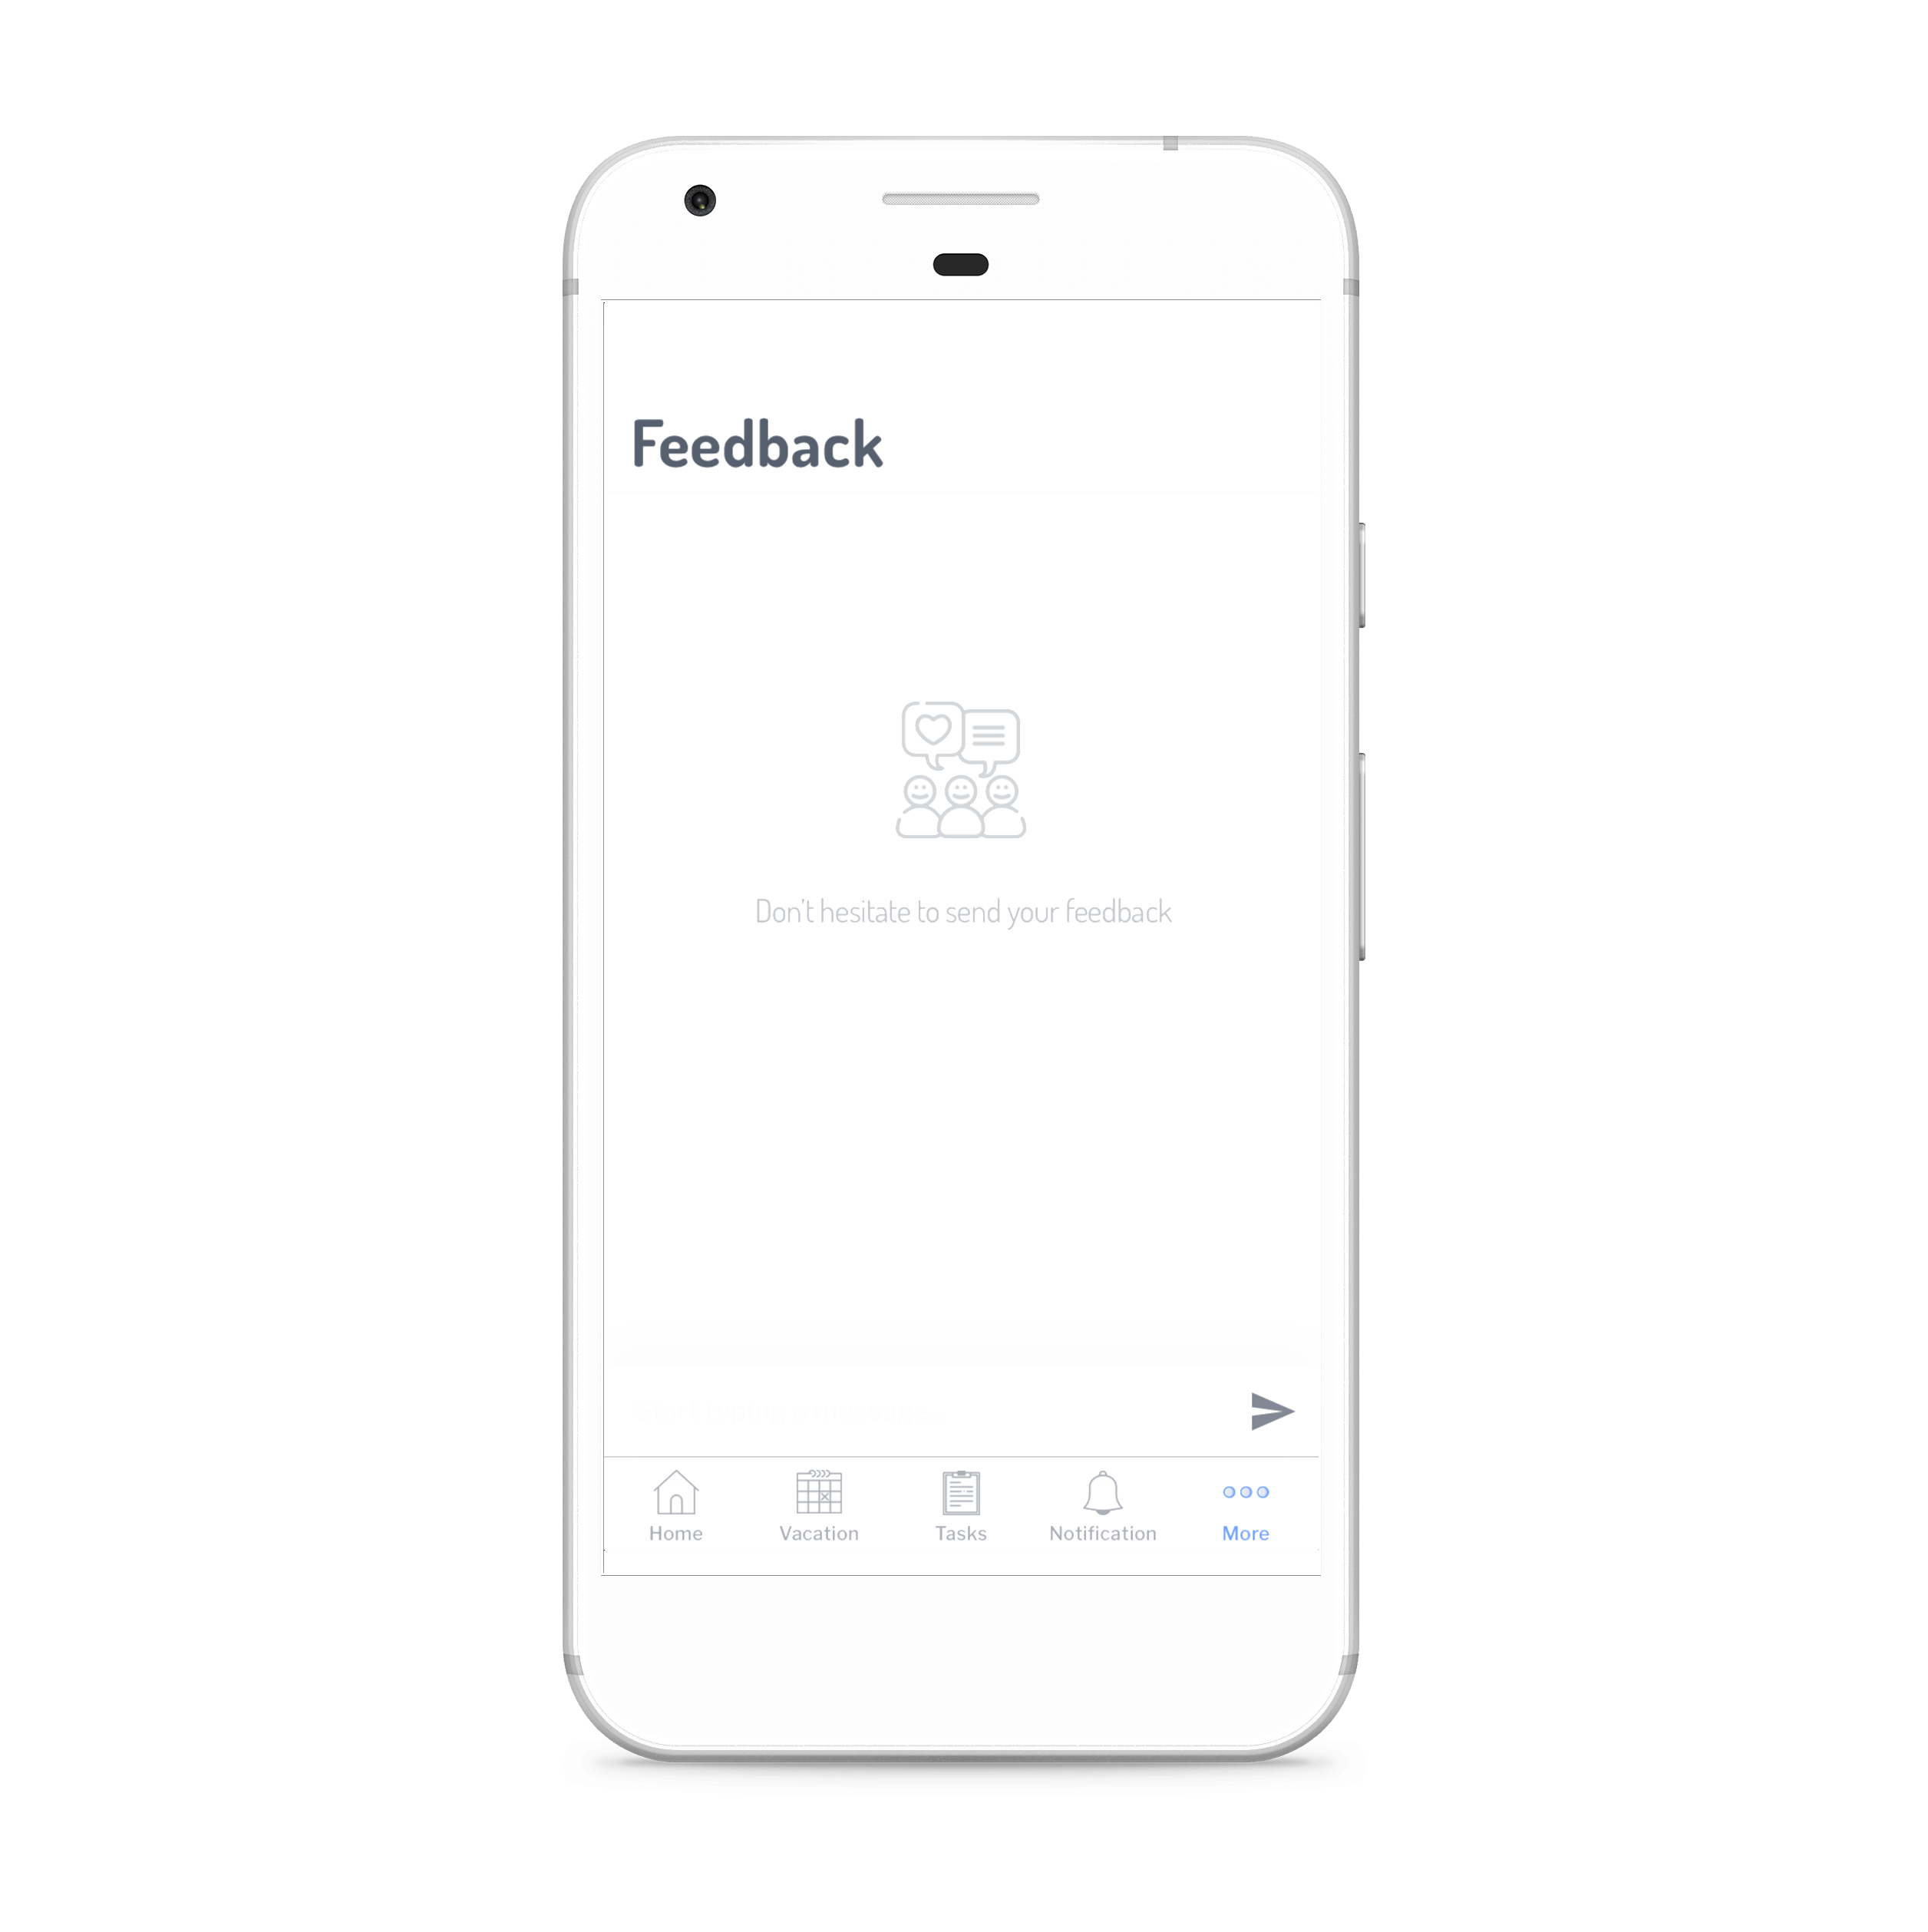 Feedback
Don't hesitate to send your feedback
Start typing a message
Home
Vacation
Tasks
Notification
More